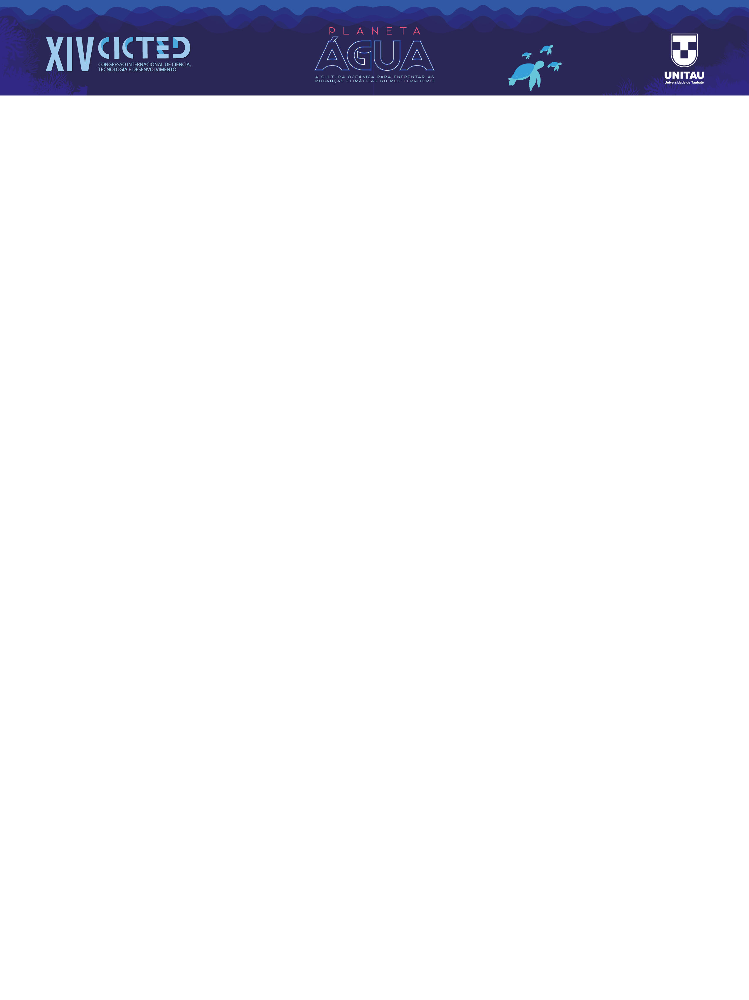 XIV CICTED
CONGRESSO INTERNACIONAL DE CIÊNCIA,
TECNOLOGIA E DESENVOLVIMENTO
PLANETA
ÁGUA
A CULTURA OCEÂNICA PARA ENFRENTAR AS
MUDANÇAS CLIMÁTICAS NO MEU TERRITÓRIO
UNITAU
Universidade de Taubaté